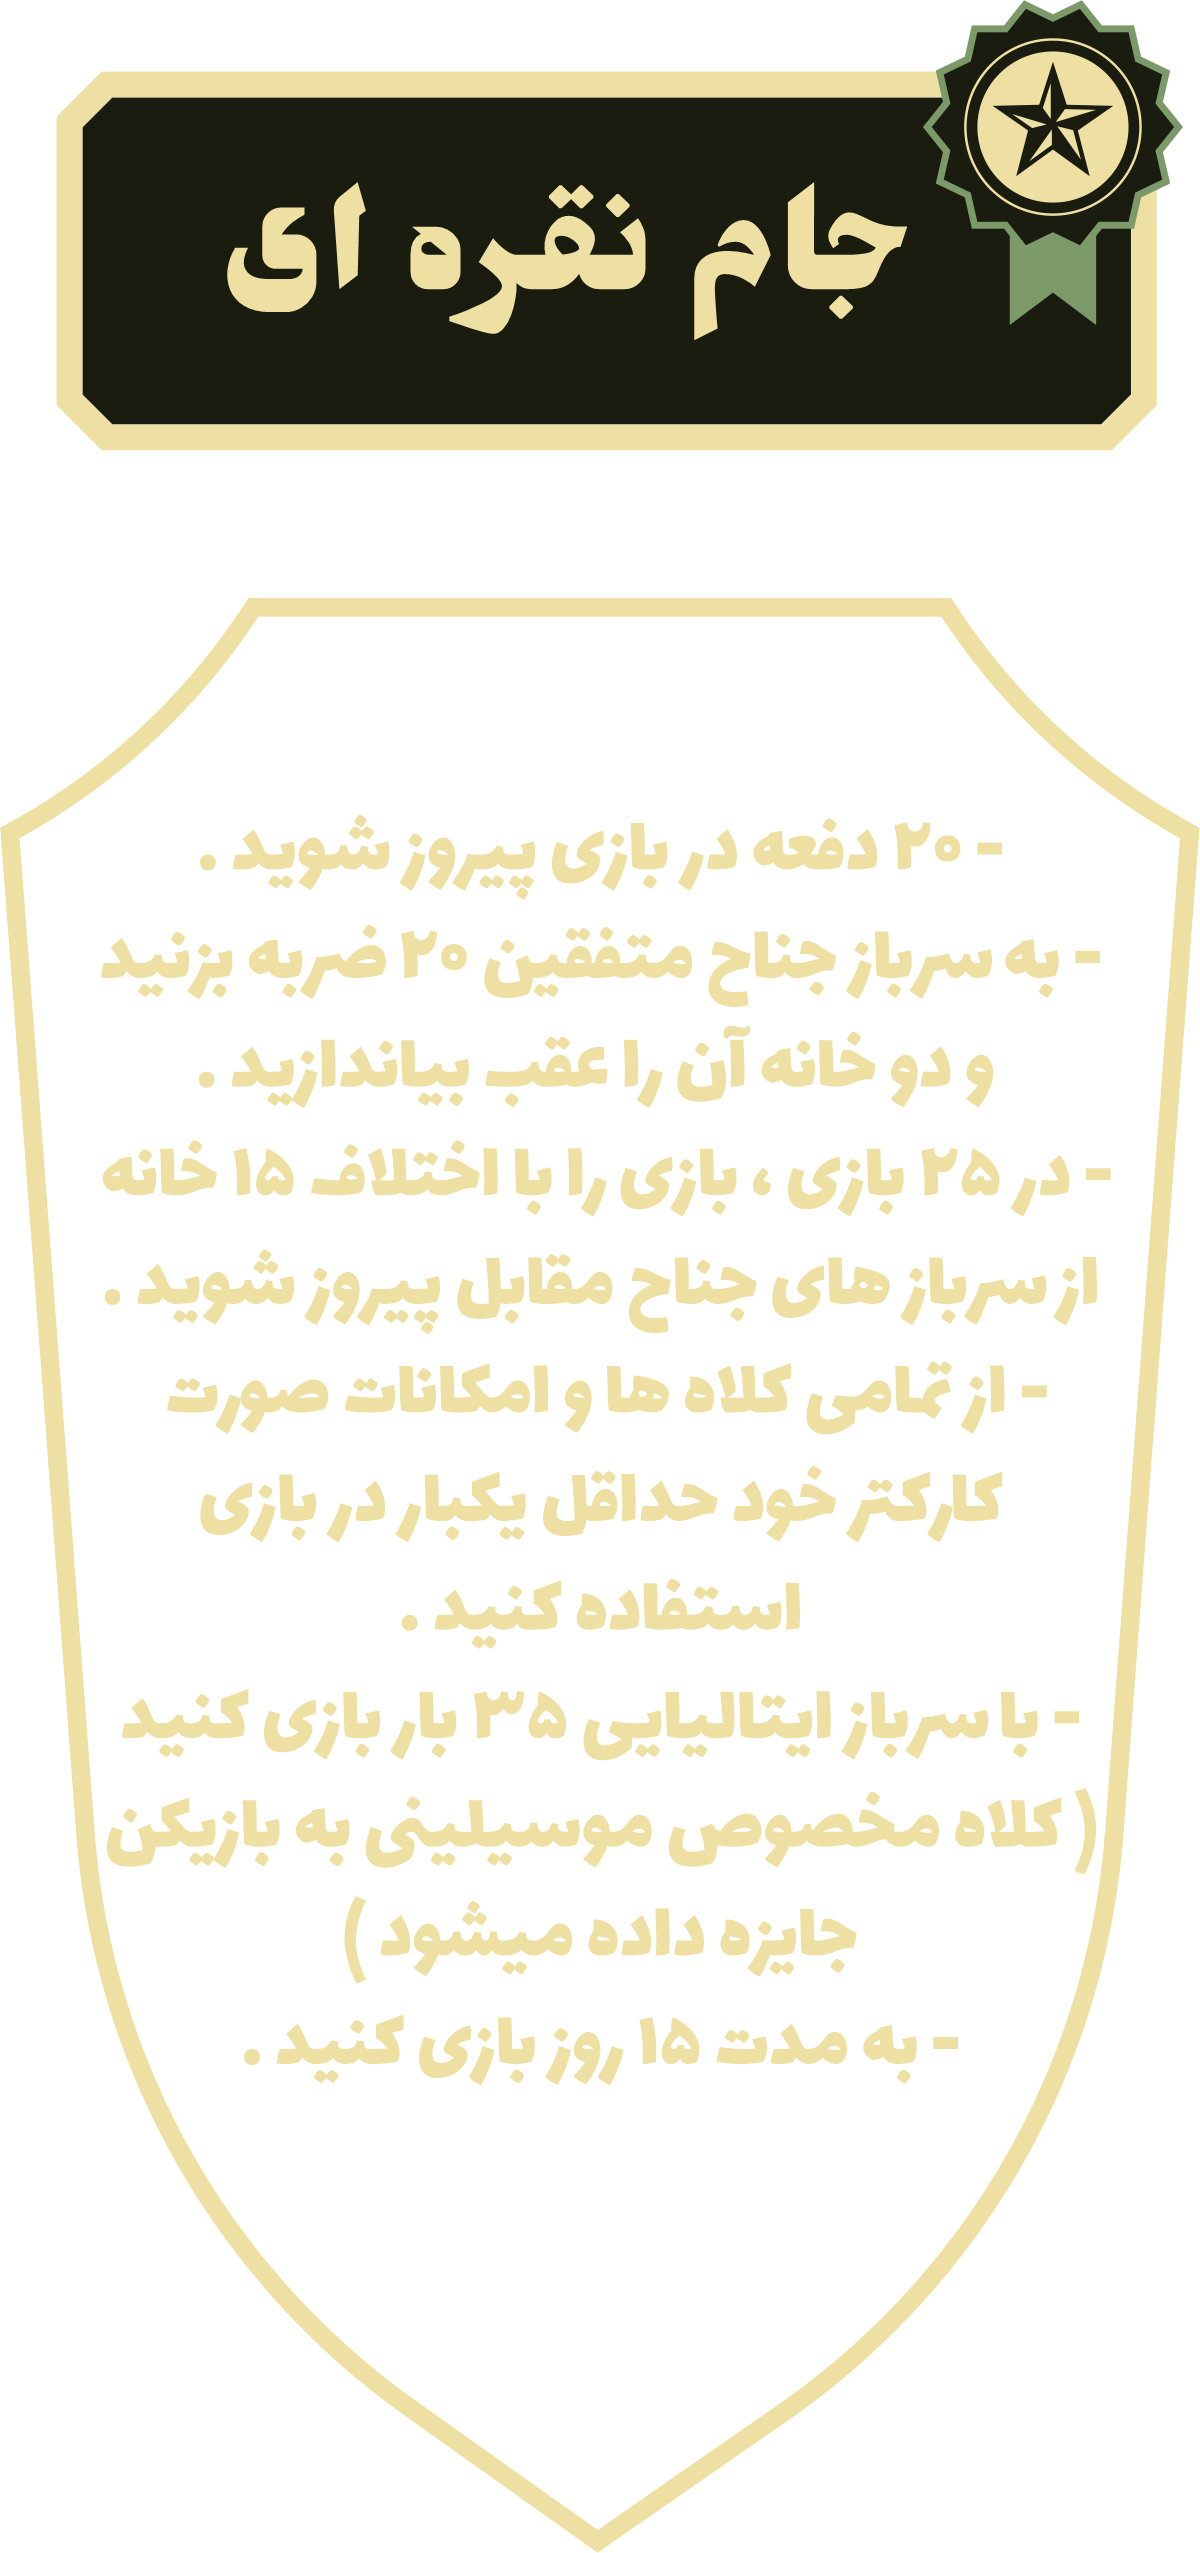 جام نقره ای
- ۲۰ دفعه در بازی پیروز شوید .
- به سرباز جناح متفقین ۲۰ ضربه بزنید
و دو خانه آن را عقب بیاندازید .
- در ۲۵ بازی ، بازی را با اختلاف ۱۵ خانه
از سرباز های جناح مقابل پیروز شوید .
- از تمامی کلاه ها و امکانات صورت
کارکتر خود حداقل یکبار در بازی
استفاده کنید .
- با سرباز ایتالیایی ۳۵ بار بازی کنید
(کلاه مخصوص موسیلینی به بازیکن
جایزه داده میشود )
- به مدت ۱۵ روز بازی کنید .